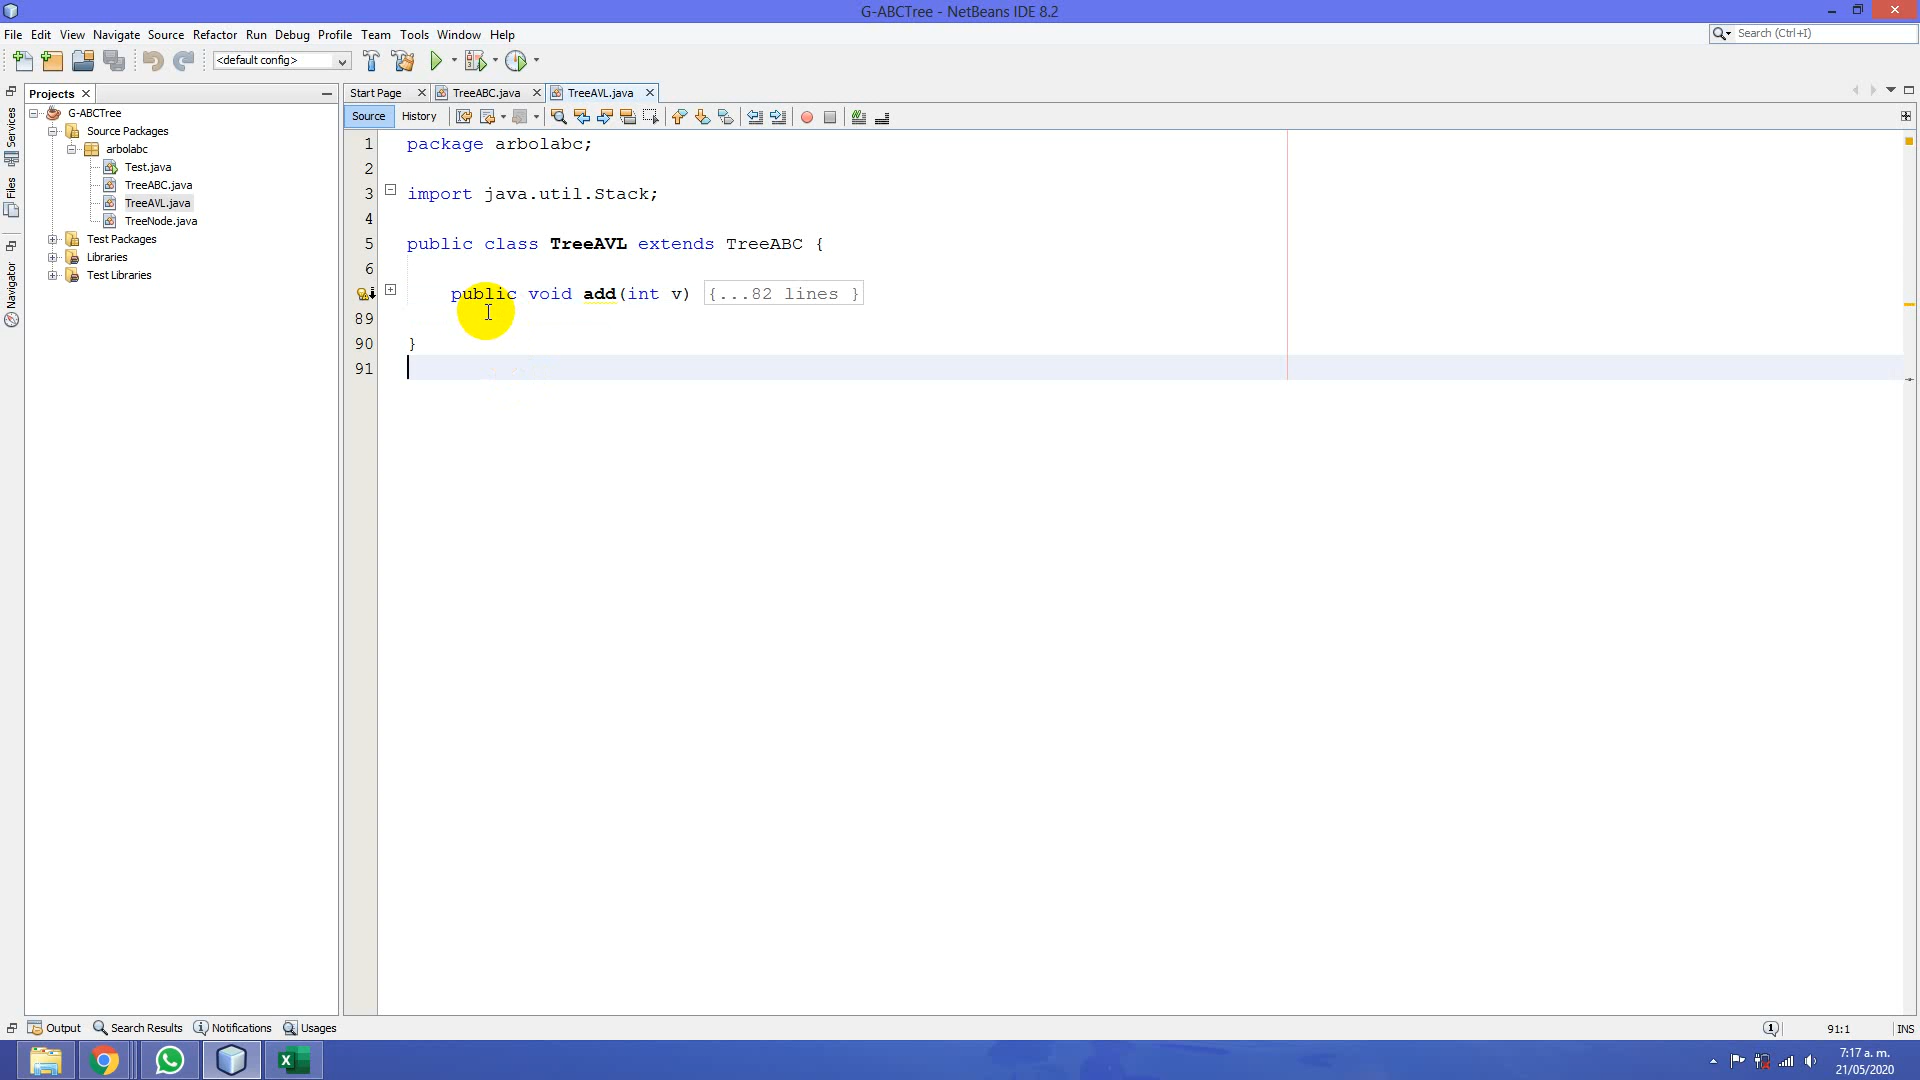 G-ABCTree - NetBeans IDE 8.2
File Edit View Navigate Source Refactor Run Debug Profile Team Tools Window Help
Search (Ctrl+I)
<default config>
Projects
Start Page
TreeABC.java
TreeAVL.java
Source
History
Services
Files
Navigator
G-ABCTree
Source Packages
arbolabc
Test.java
TreeABC.java
TreeAVL.java
TreeNode.java
Test Packages
Libraries
Test Libraries
1 package arbolabc;
2
3 import java.util.Stack;
4
5 public class TreeAVL extends TreeABC {
6
public void add(int v) {...82 lines }
89
90 }
91
Output
Search Results
Notifications
Usages
1
91:1
INS
7:17 a. m.
21/05/2020